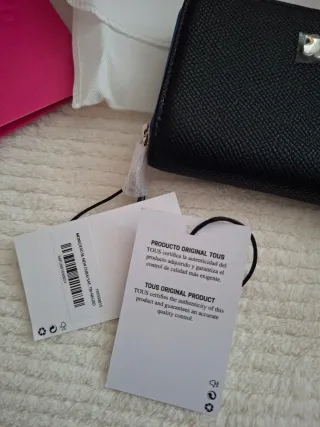 PRODUCTO ORIGINAL TOUS
TOUS certifica la autenticidad del
producto adquirido y garantiza el
control de calidad más exigente.
TOUS ORIGINAL PRODUCT
TOUS certifies the authenticity of this
product and guarantees an accurate
quality control.